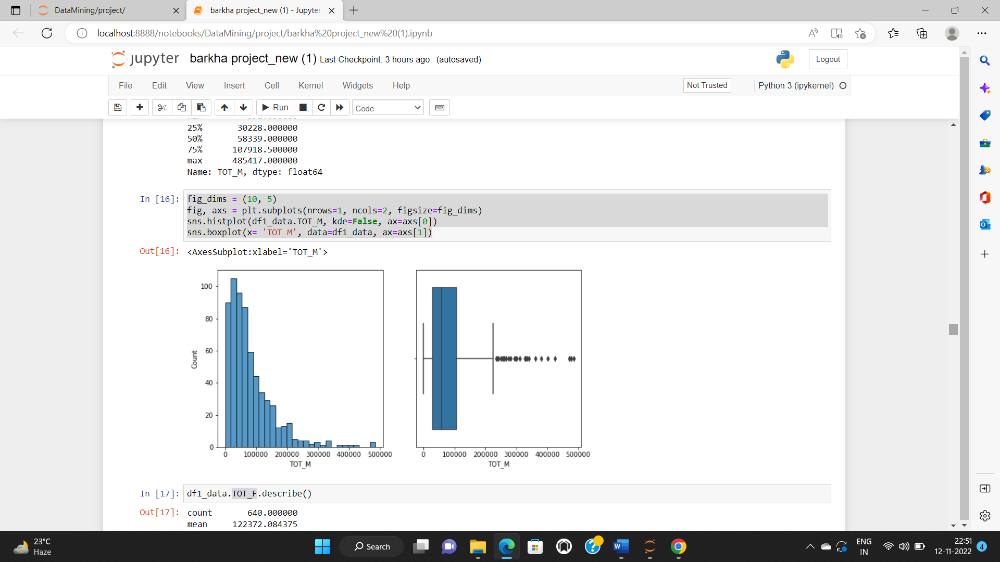 DataMining/project/
barkha project_new (1) - Jupyter
localhost:8888/notebooks/DataMining/project/barkha%20project_new%20(1).ipynb
jupyter barkha project_new (1) Last Checkpoint: 3 hours ago (autosaved)
Logout
File Edit View Insert Cell Kernel Widgets Help
Not Trusted
Python 3 (ipykernel)
Run
Code
25% 30228.000000
50% 58339.000000
75% 107918.500000
max 485417.000000
Name: TOT_M, dtype: float64
In [16]: fig_dims = (10, 5)
fig, axs = plt.subplots(nrows=1, ncols=2, figsize=fig_dims)
sns.histplot(df1_data.TOT_M, kde=False, ax=axs[0])
sns.boxplot(x= 'TOT_M', data=df1_data, ax=axs[1])
Out[16]: <AxesSubplot:xlabel='TOT_M'>
100
80
60
40
20
0
Count
0 100000 200000 300000 400000 500000
TOT_M
0 100000 200000 300000 400000 500000
TOT_M
In [17]: df1_data.TOT_F.describe()
Out[17]: count 640.000000
mean 122372.084375
23°C
Haze
Search
ENG
IN
22:51
12-11-2022
4